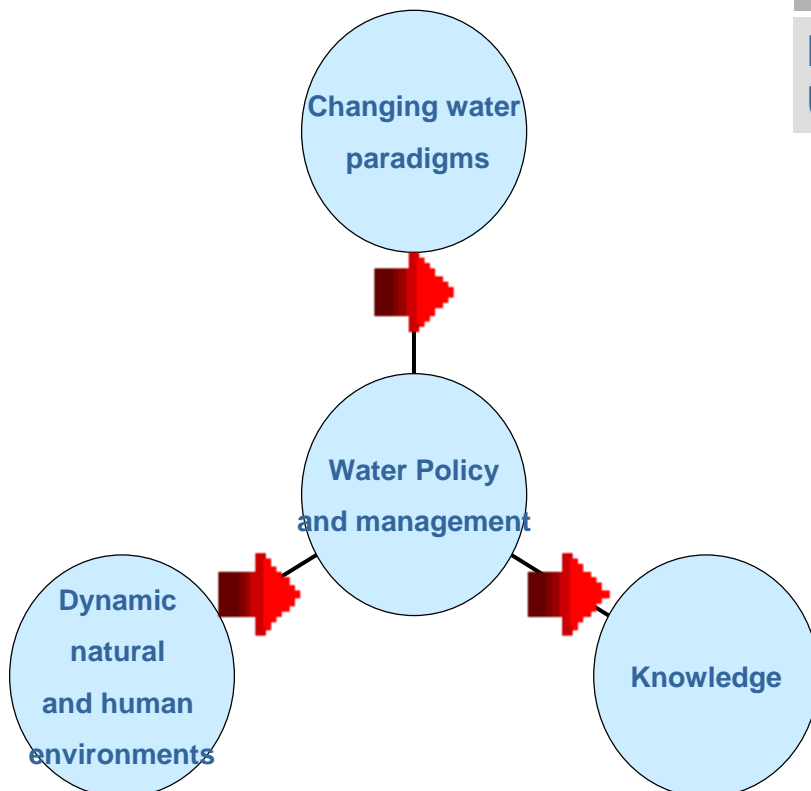 Changing water
paradigms
Water Policy
and management
Dynamic
natural
and human
environments
Knowledge